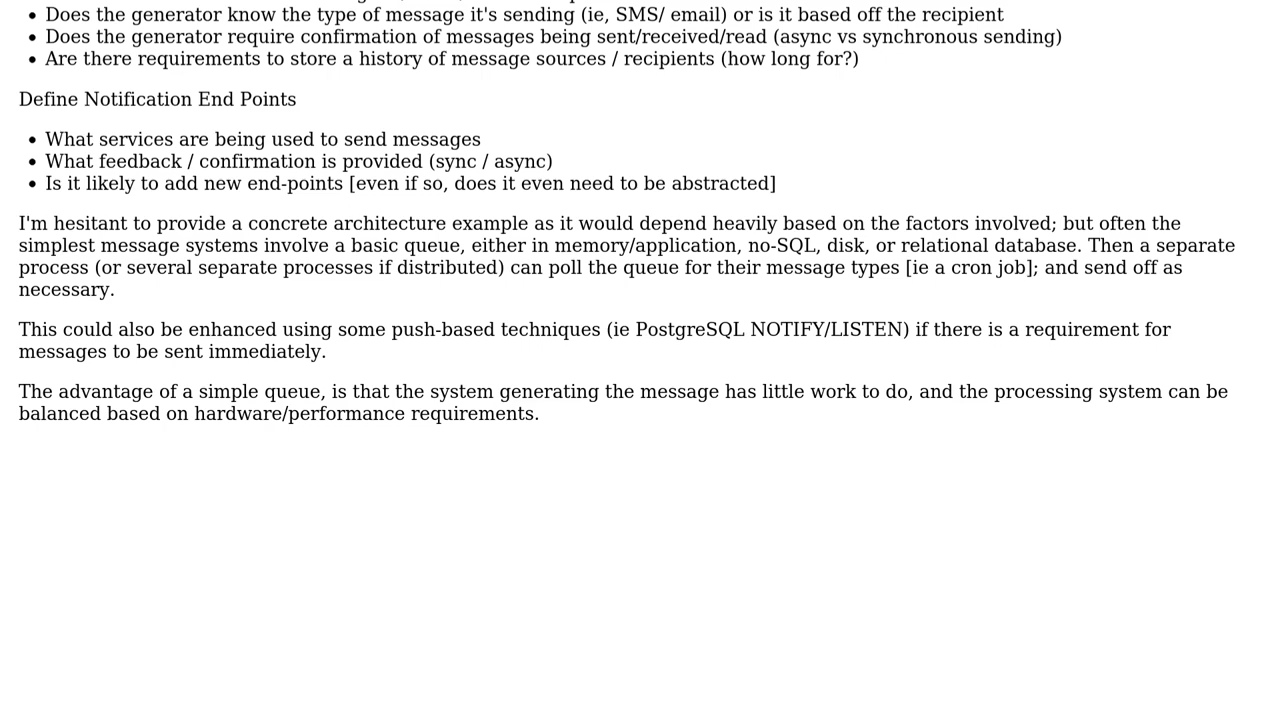 • Does the generator know the type of message it's sending (ie, SMS/ email) or is it based off the recipient
• Does the generator require confirmation of messages being sent/received/read (async vs synchronous sending)
• Are there requirements to store a history of message sources / recipients (how long for?)
Define Notification End Points
• What services are being used to send messages
• What feedback / confirmation is provided (sync / async)
• Is it likely to add new end-points [even if so, does it even need to be abstracted]
I'm hesitant to provide a concrete architecture example as it would depend heavily based on the factors involved; but often the
simplest message systems involve a basic queue, either in memory/application, no-SQL, disk, or relational database. Then a separate
process (or several separate processes if distributed) can poll the queue for their message types [ie a cron job]; and send off as
necessary.
This could also be enhanced using some push-based techniques (ie PostgreSQL NOTIFY/LISTEN) if there is a requirement for
messages to be sent immediately.
The advantage of a simple queue, is that the system generating the message has little work to do, and the processing system can be
balanced based on hardware/performance requirements.